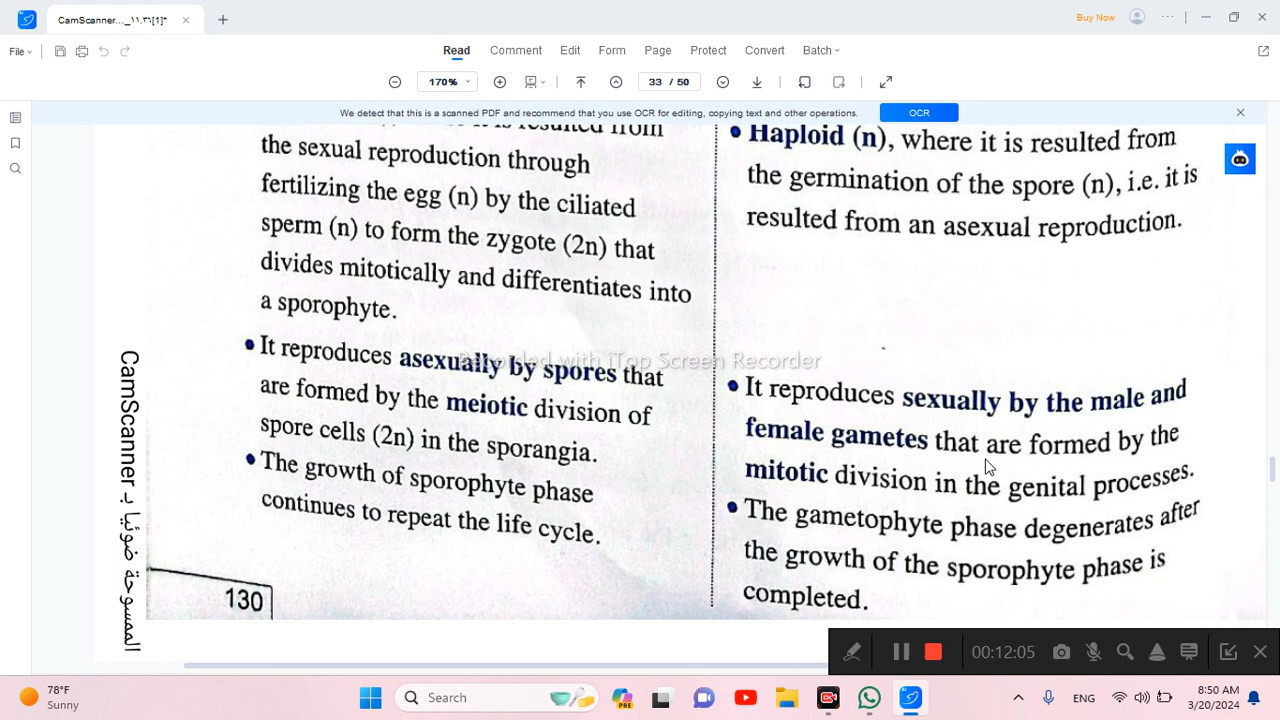 CamScanner..._١١.٣[1]*
Buy Now
File
Read
Comment
Edit
Form
Page
Protect
Convert
Batch
170%
33 / 50
We detect that this is a scanned PDF and recommend that you use OCR for editing, copying text and other operations.
OCR
it is resulted from
the sexual reproduction through
fertilizing the egg (n) by the ciliated
sperm (n) to form the zygote (2n) that
divides mitotically and differentiates into
a sporophyte.
• It reproduces asexually by spores that
are formed by the meiotic division of
spore cells (2n) in the sporangia.
• The growth of sporophyte phase
continues to repeat the life cycle.
130
• Haploid (n), where it is resulted from
the germination of the spore (n), i.e. it is
resulted from an asexual reproduction.
• It reproduces sexually by the male and
female gametes that are formed by the
mitotic division in the genital processes.
• The gametophyte phase degenerates after
the growth of the sporophyte phase is
completed.
Recorded with iTop Screen Recorder
الممسوحة ضوئيا بـ CamScanner
00:12:05
78°F
Sunny
Search
PRE
ENG
8:50 AM
3/20/2024